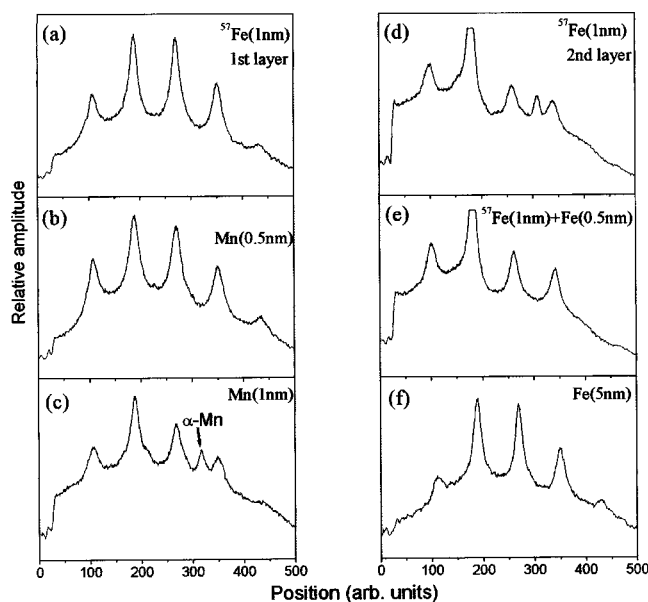 (a)
⁵⁷Fe(1nm)
1st layer
(b)
Mn(0.5nm)
(c)
Mn(1nm)
α-Mn
(d)
⁵⁷Fe(1nm)
2nd layer
(e)
⁵⁷Fe(1nm)+Fe(0.5nm)
(f)
Fe(5nm)
Relative amplitude
0 100 200 300 400 500
0 100 200 300 400 500
Position (arb. units)